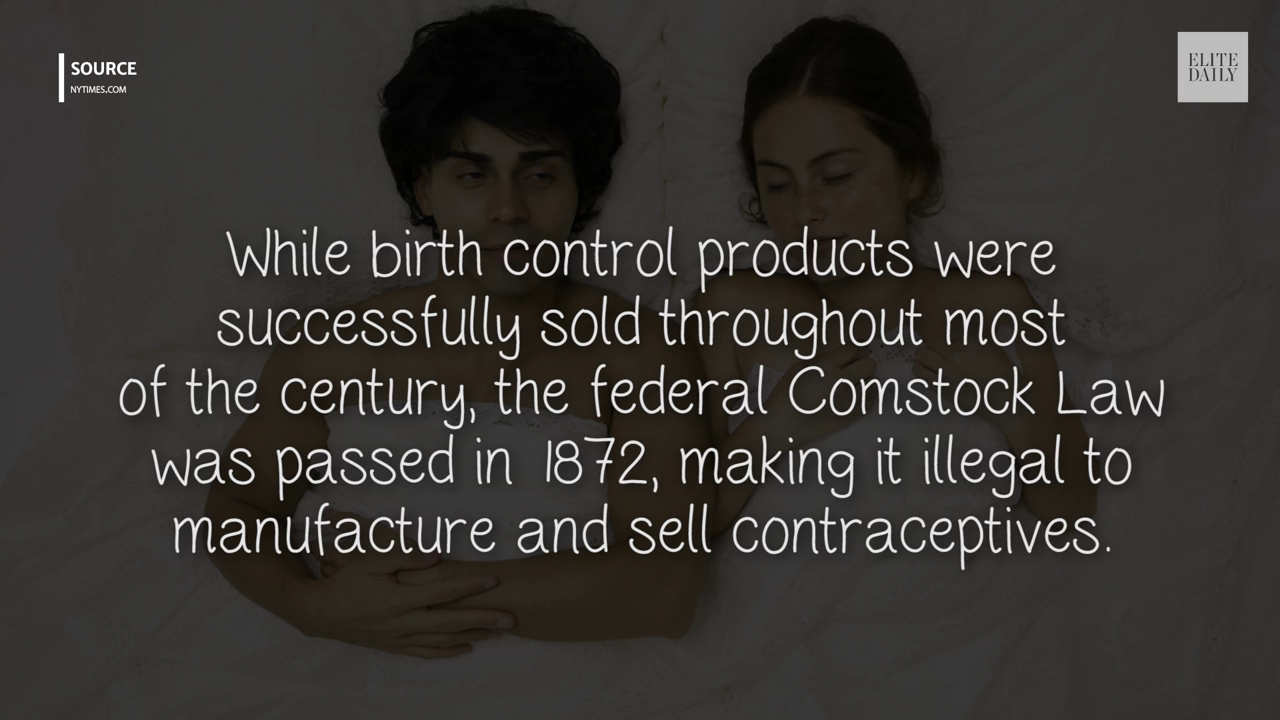 SOURCE
NYTIMES.COM
ELITE
DAILY
While birth control products were
successfully sold throughout most
of the century, the federal Comstock Law
was passed in 1872, making it illegal to
manufacture and sell contraceptives.